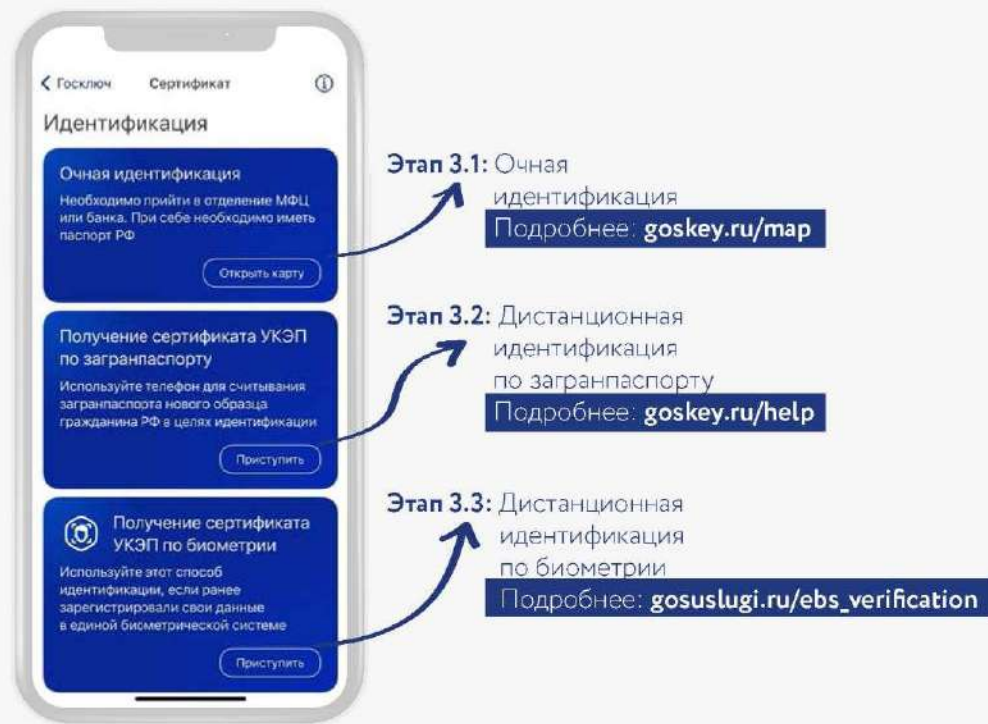 Госключ
Сертификат
Идентификация
Очная идентификация
Необходимо прийти в отделение МФЦ
или банка. При себе необходимо иметь
паспорт РФ
Открыть карту
Этап 3.1: Очная
идентификация
Подробнее: goskey.ru/map
Получение сертификата УКЭП
по загранпаспорту
Используйте телефон для считывания
загранпаспорта нового образца
гражданина РФ в целях идентификации
Приступить
Этап 3.2: Дистанционная
идентификация
по загранпаспорту
Подробнее: goskey.ru/help
Получение сертификата
УКЭП по биометрии
Используйте этот способ
идентификации, если ранее
зарегистрировали свои данные
в единой биометрической системе
Приступить
Этап 3.3: Дистанционная
идентификация
по биометрии
Подробнее: gosuslugi.ru/ebs_verification